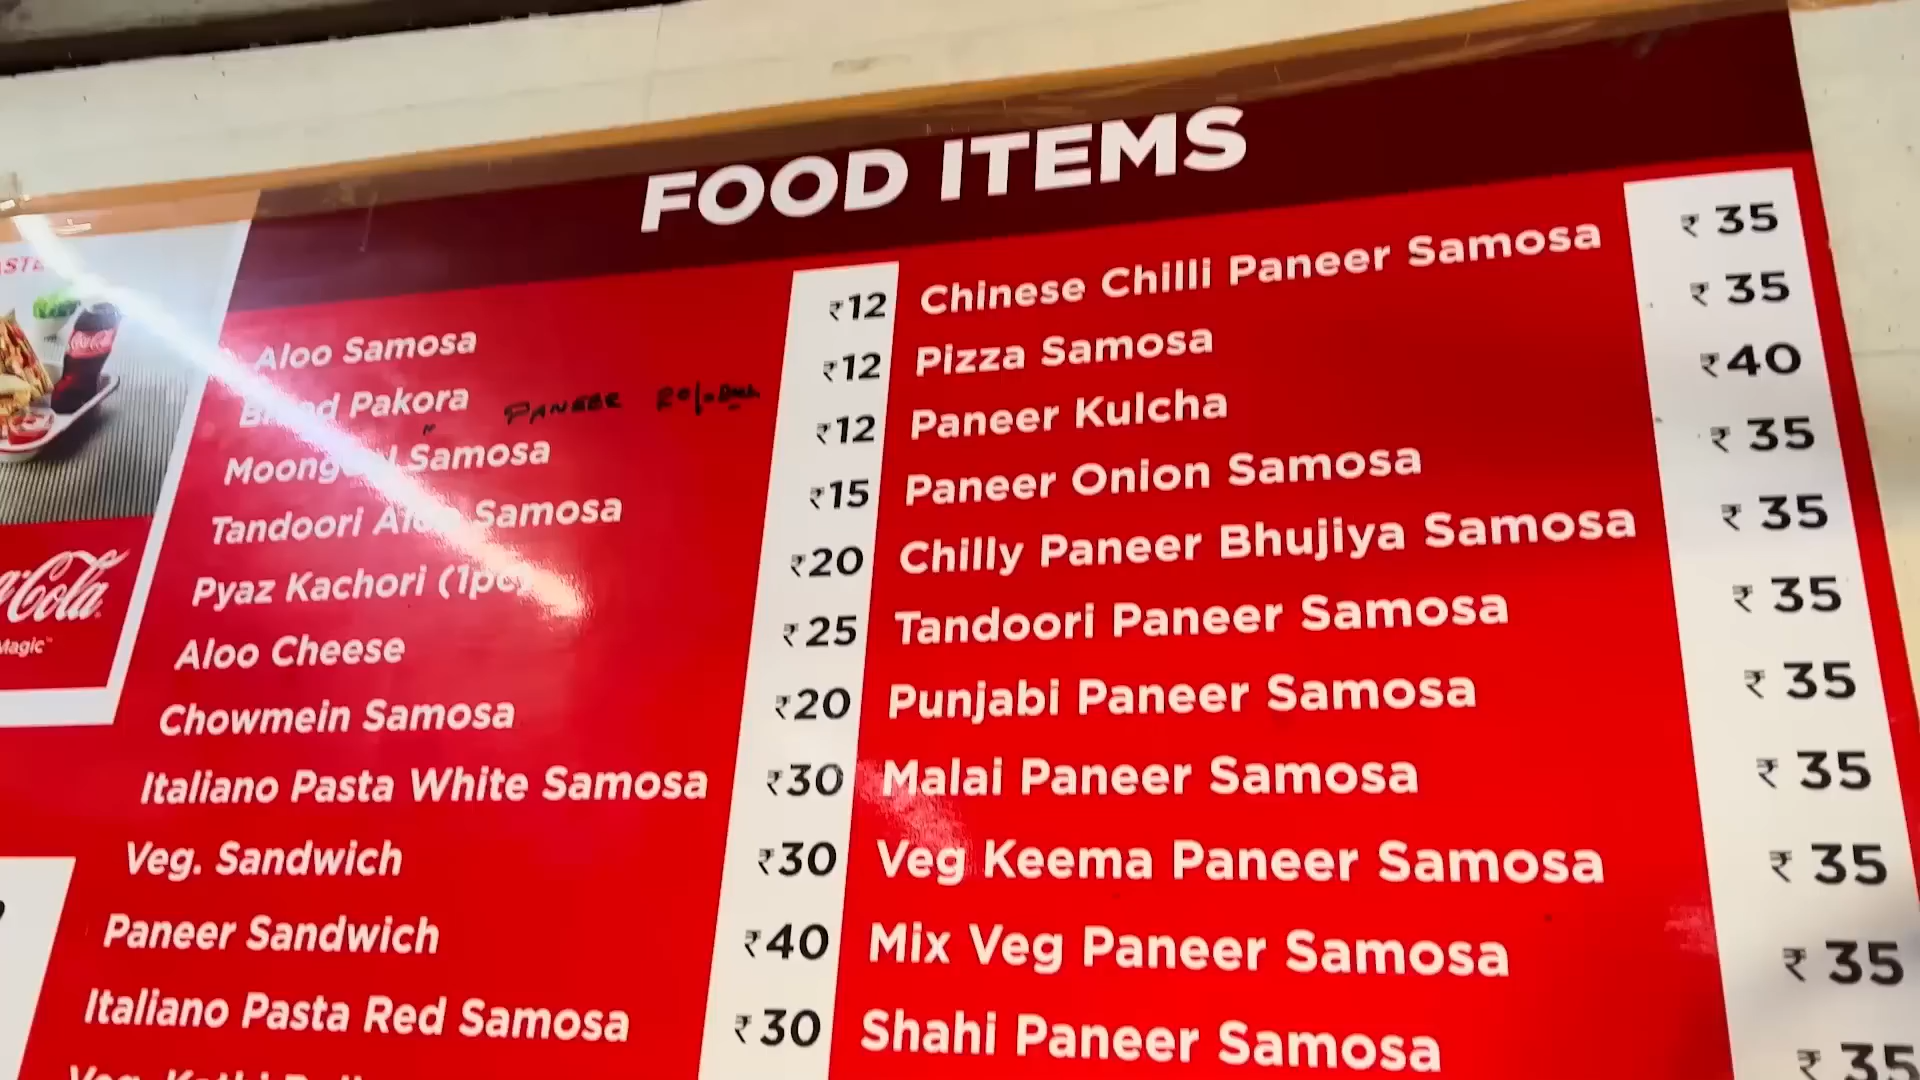 FOOD ITEMS
Aloo Samosa ₹12
Pakora PANEER ₹12
Samosa ₹12
Tandoori Aloo Samosa ₹15
Pyaz Kachori (1pc) ₹20
Aloo Cheese ₹25
Chowmein Samosa ₹20
Italiano Pasta White Samosa ₹30
Veg. Sandwich ₹30
Paneer Sandwich ₹40
Italiano Pasta Red Samosa ₹30
Chinese Chilli Paneer Samosa ₹ 35
Pizza Samosa ₹ 35
Paneer Kulcha ₹40
Paneer Onion Samosa ₹ 35
Chilly Paneer Bhujiya Samosa ₹ 35
Tandoori Paneer Samosa ₹ 35
Punjabi Paneer Samosa ₹ 35
Malai Paneer Samosa ₹ 35
Veg Keema Paneer Samosa ₹ 35
Mix Veg Paneer Samosa ₹ 35
Shahi Paneer Samosa ₹ 35
Cola
Magic